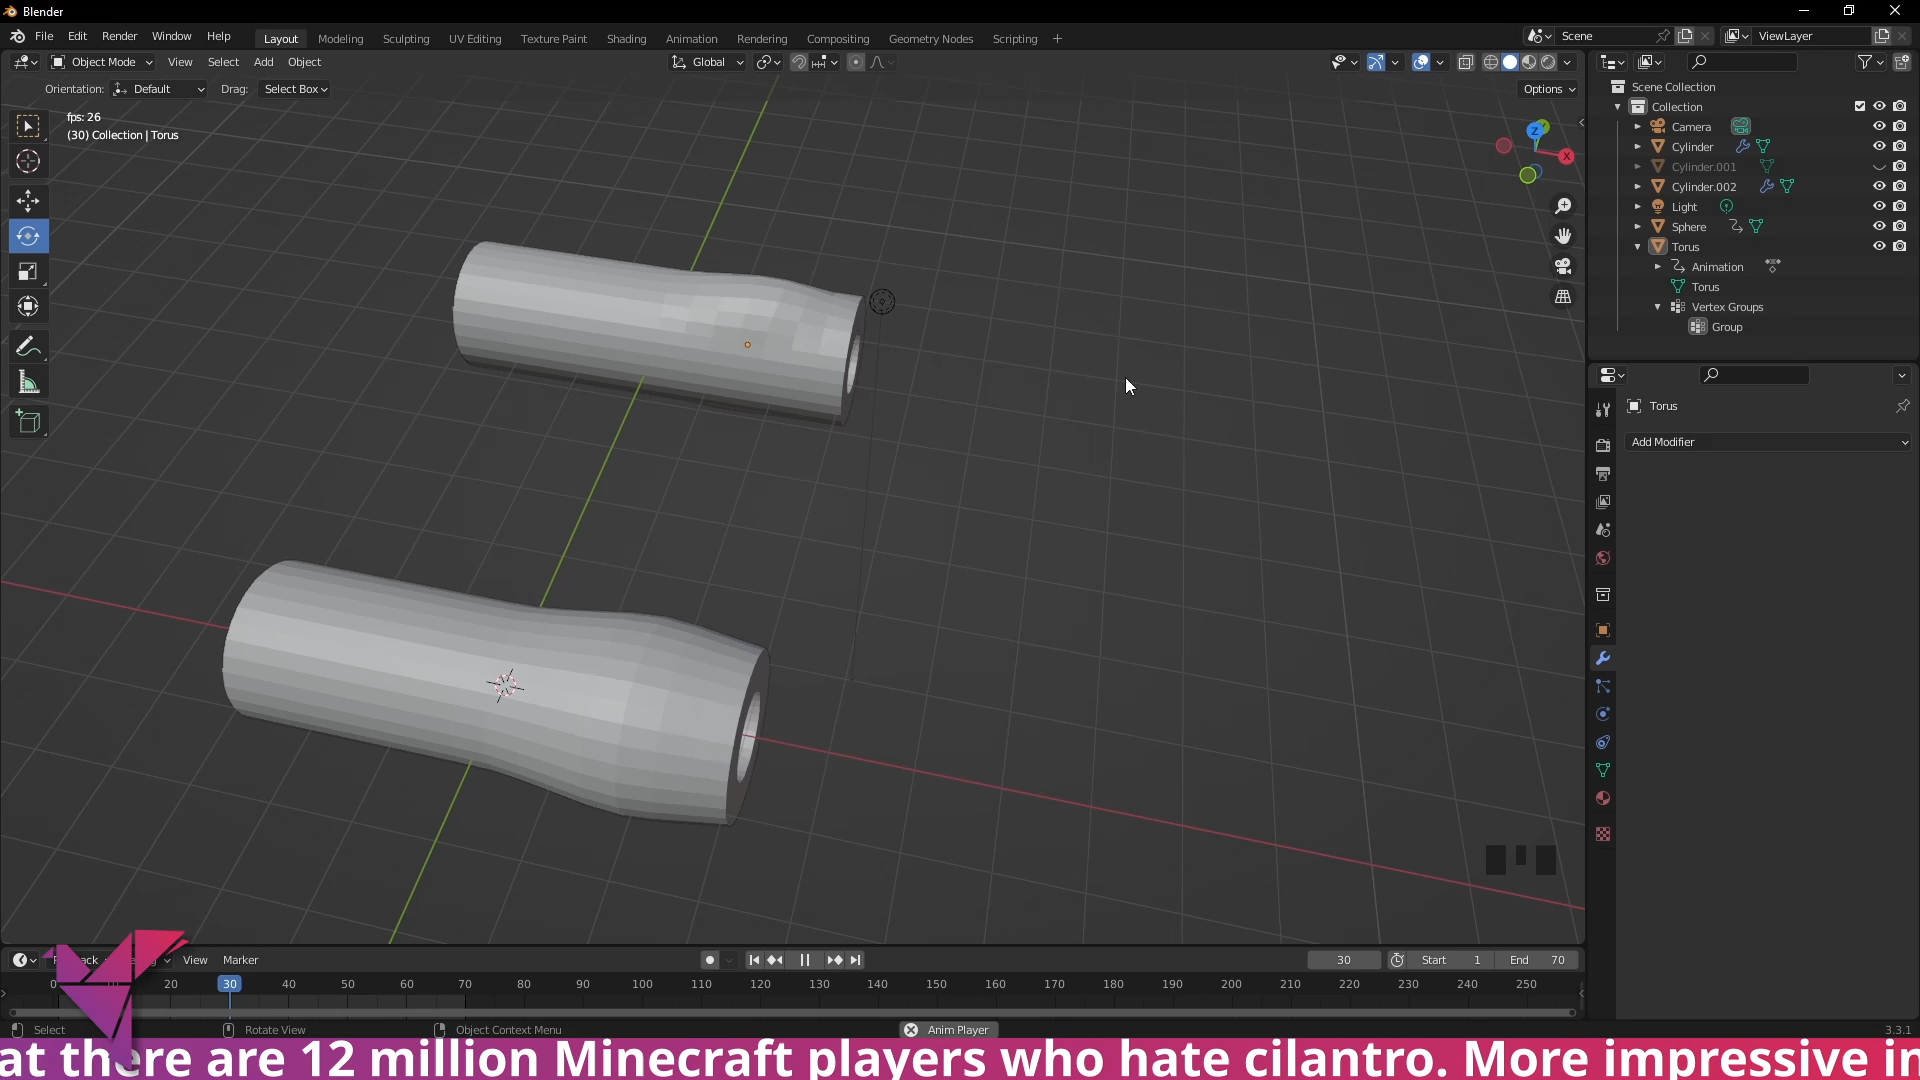 Blender
File Edit Render Window Help
Layout Modeling Sculpting UV Editing Texture Paint Shading Animation Rendering Compositing Geometry Nodes Scripting
Scene
ViewLayer
Object Mode View Select Add Object
Global
Orientation: Default Drag: Select Box
Options
fps: 26
(30) Collection | Torus
Z
X
Scene Collection
Collection
Camera
Cylinder
Cylinder.001
Cylinder.002
Light
Sphere
Torus
Animation
Torus
Vertex Groups
Group
Torus
Add Modifier
View Marker
30
Start 1
End 70
0 20 30 40 50 60 70 80 90 100 110 120 130 140 150 160 170 180 190 200 210 220 230 240 250
Select
Rotate View
Object Context Menu
Anim Player
3.3.1
at there are 12 million Minecraft players who hate cilantro. More impressive in